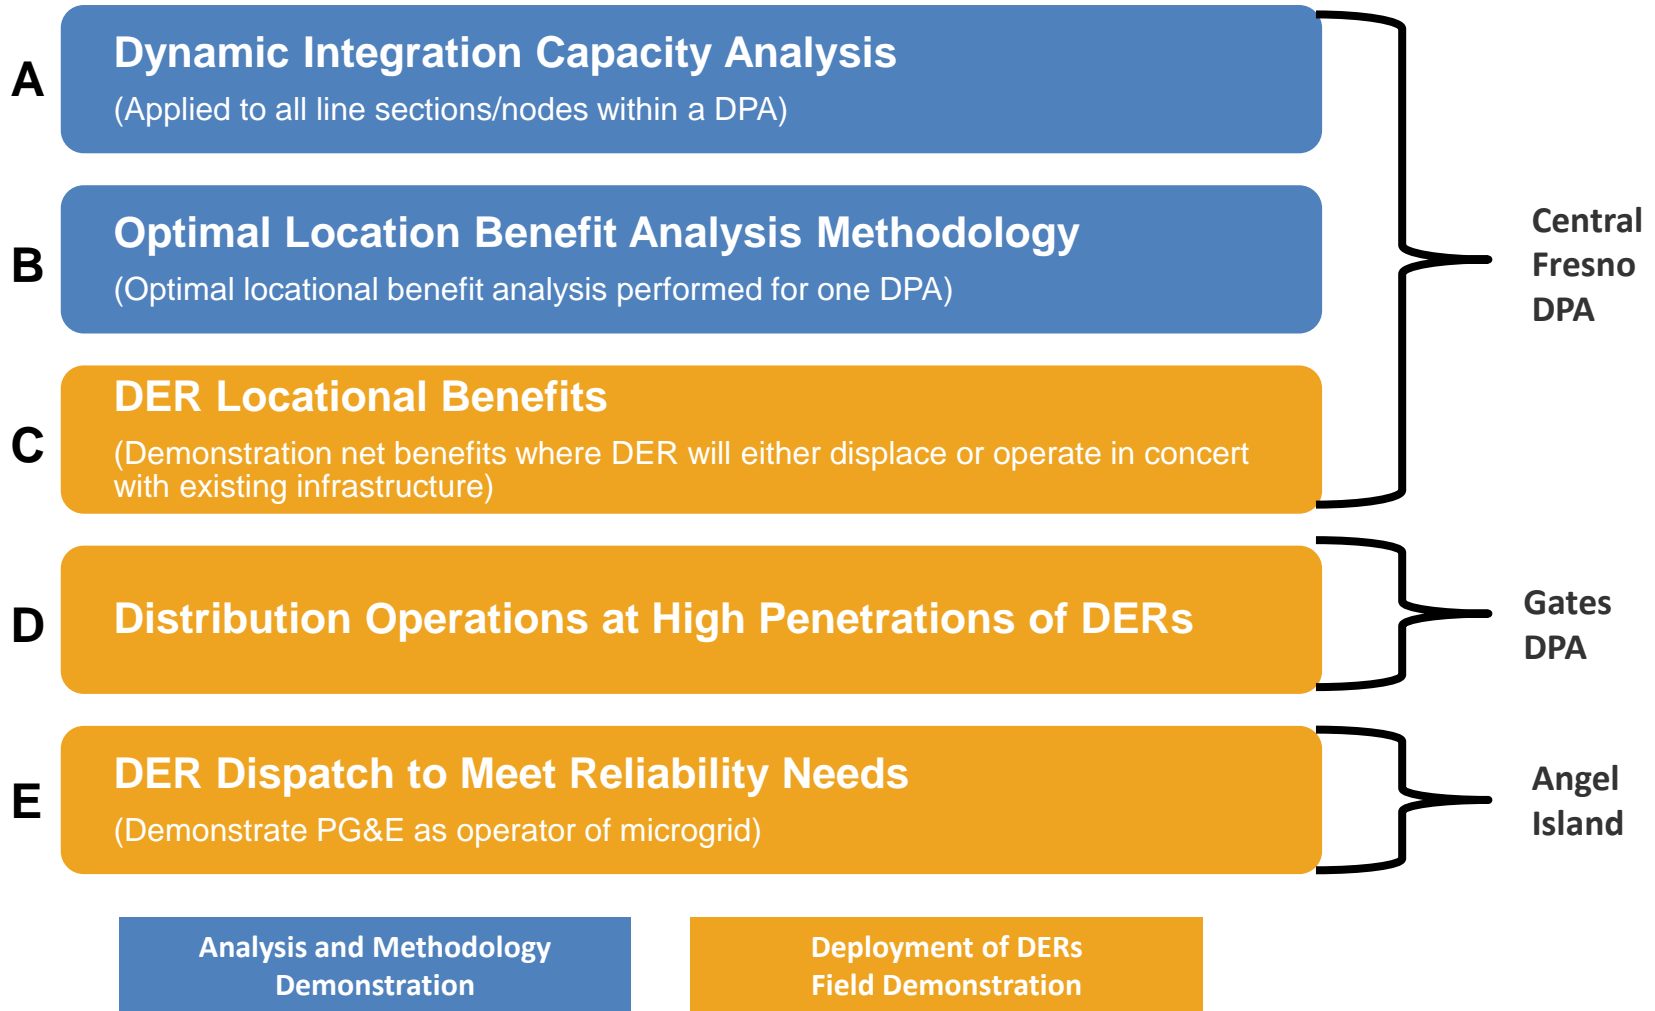 A
Dynamic Integration Capacity Analysis
(Applied to all line sections/nodes within a DPA)
B
Optimal Location Benefit Analysis Methodology
(Optimal locational benefit analysis performed for one DPA)
C
DER Locational Benefits
(Demonstration net benefits where DER will either displace or operate in concert
with existing infrastructure)
Central
Fresno
DPA
D
Distribution Operations at High Penetrations of DERs
Gates
DPA
E
DER Dispatch to Meet Reliability Needs
(Demonstrate PG&E as operator of microgrid)
Angel
Island
Analysis and Methodology
Demonstration
Deployment of DERs
Field Demonstration